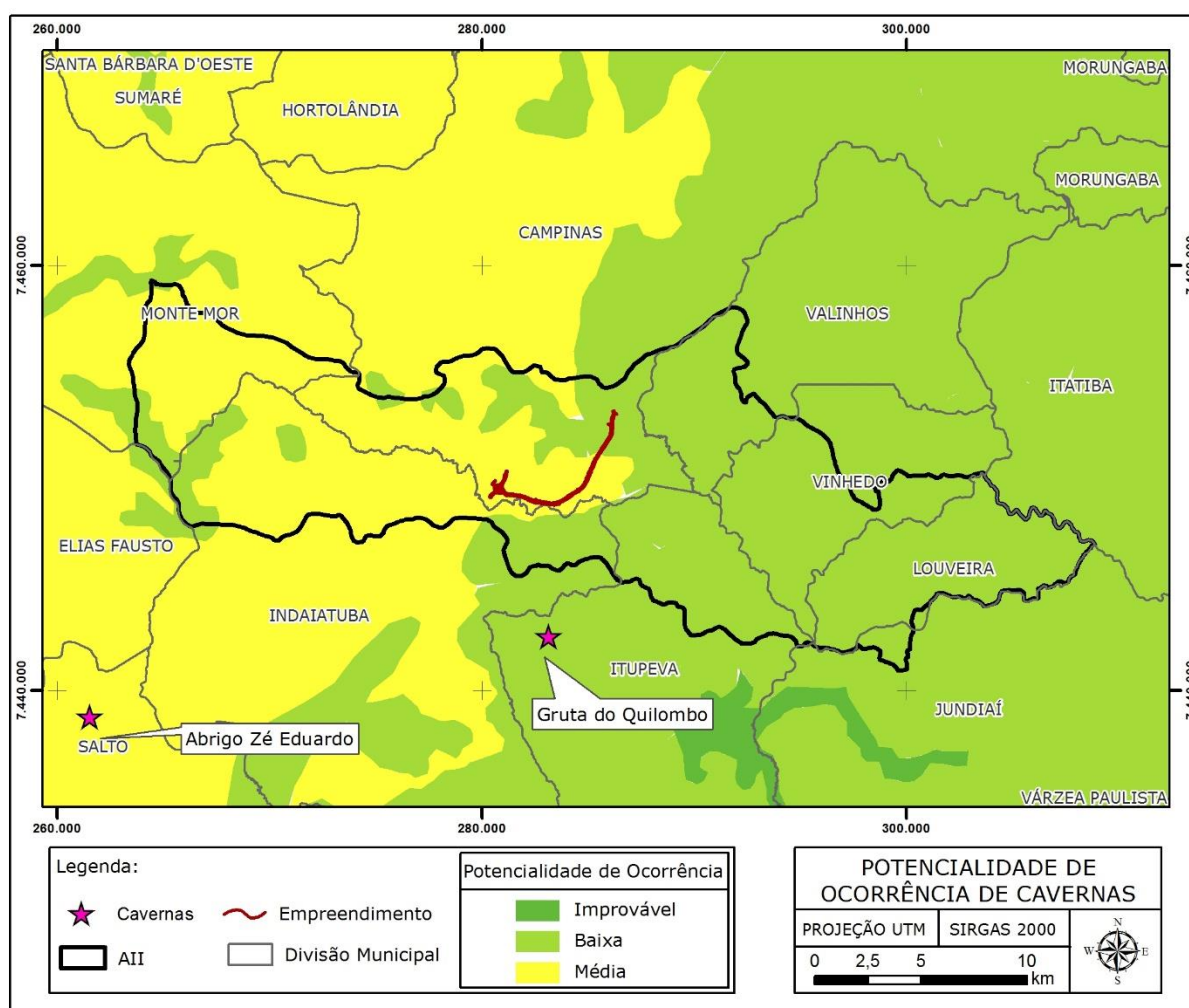 260.000
280.000
300.000
SANTA BÁRBARA D'OESTE
SUMARÉ
HORTOLÂNDIA
MORUNGABA
MORUNGABA
CAMPINAS
7.460.000
MONTE MOR
VALINHOS
ITATIBA
VINHEDO
ELIAS FAUSTO
LOUVEIRA
INDAIATUBA
ITUPEVA
7.440.000
Gruta do Quilombo
JUNDIAÍ
Abrigo Zé Eduardo
SALTO
VÁRZEA PAULISTA
260.000
280.000
300.000
Legenda:
Cavernas
Empreendimento
AII
Divisão Municipal
Potencialidade de Ocorrência
Improvável
Baixa
Média
POTENCIALIDADE DE
OCORRÊNCIA DE CAVERNAS
PROJEÇÃO UTM
SIRGAS 2000
0 2,5 5 10
km
N
W
E
S